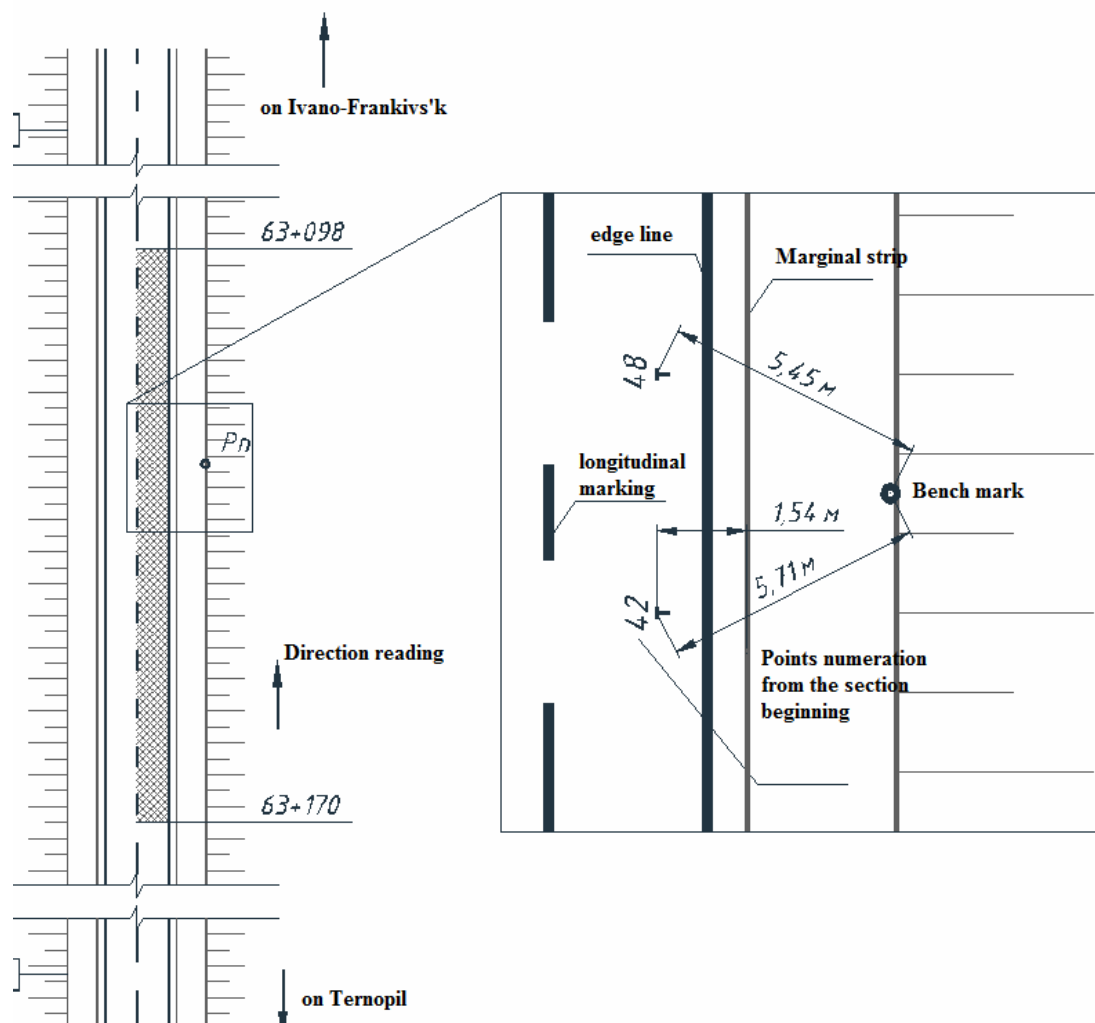 on Ivano-Frankivs'k
63+098
edge line
Marginal strip
48
5,45 м
Рп
longitudinal
marking
Bench mark
1,54 м
5,71 м
42
Direction reading
Points numeration
from the section
beginning
63+170
on Ternopil